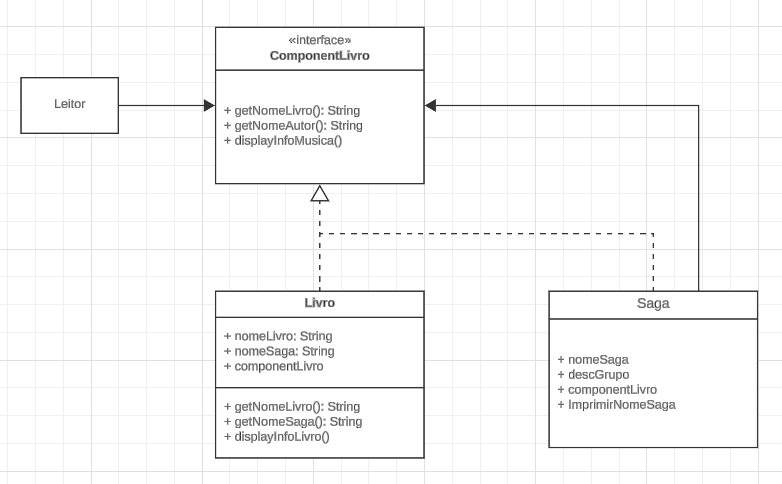 «interface»
ComponentLivro
Leitor
+ getNomeLivro(): String
+ getNomeAutor(): String
+ displayInfoMusica()
Livro
+ nomeLivro: String
+ nomeSaga: String
+ componentLivro
+ getNomeLivro(): String
+ getNomeSaga(): String
+ displayInfoLivro()
Saga
+ nomeSaga
+ descGrupo
+ componentLivro
+ ImprimirNomeSaga